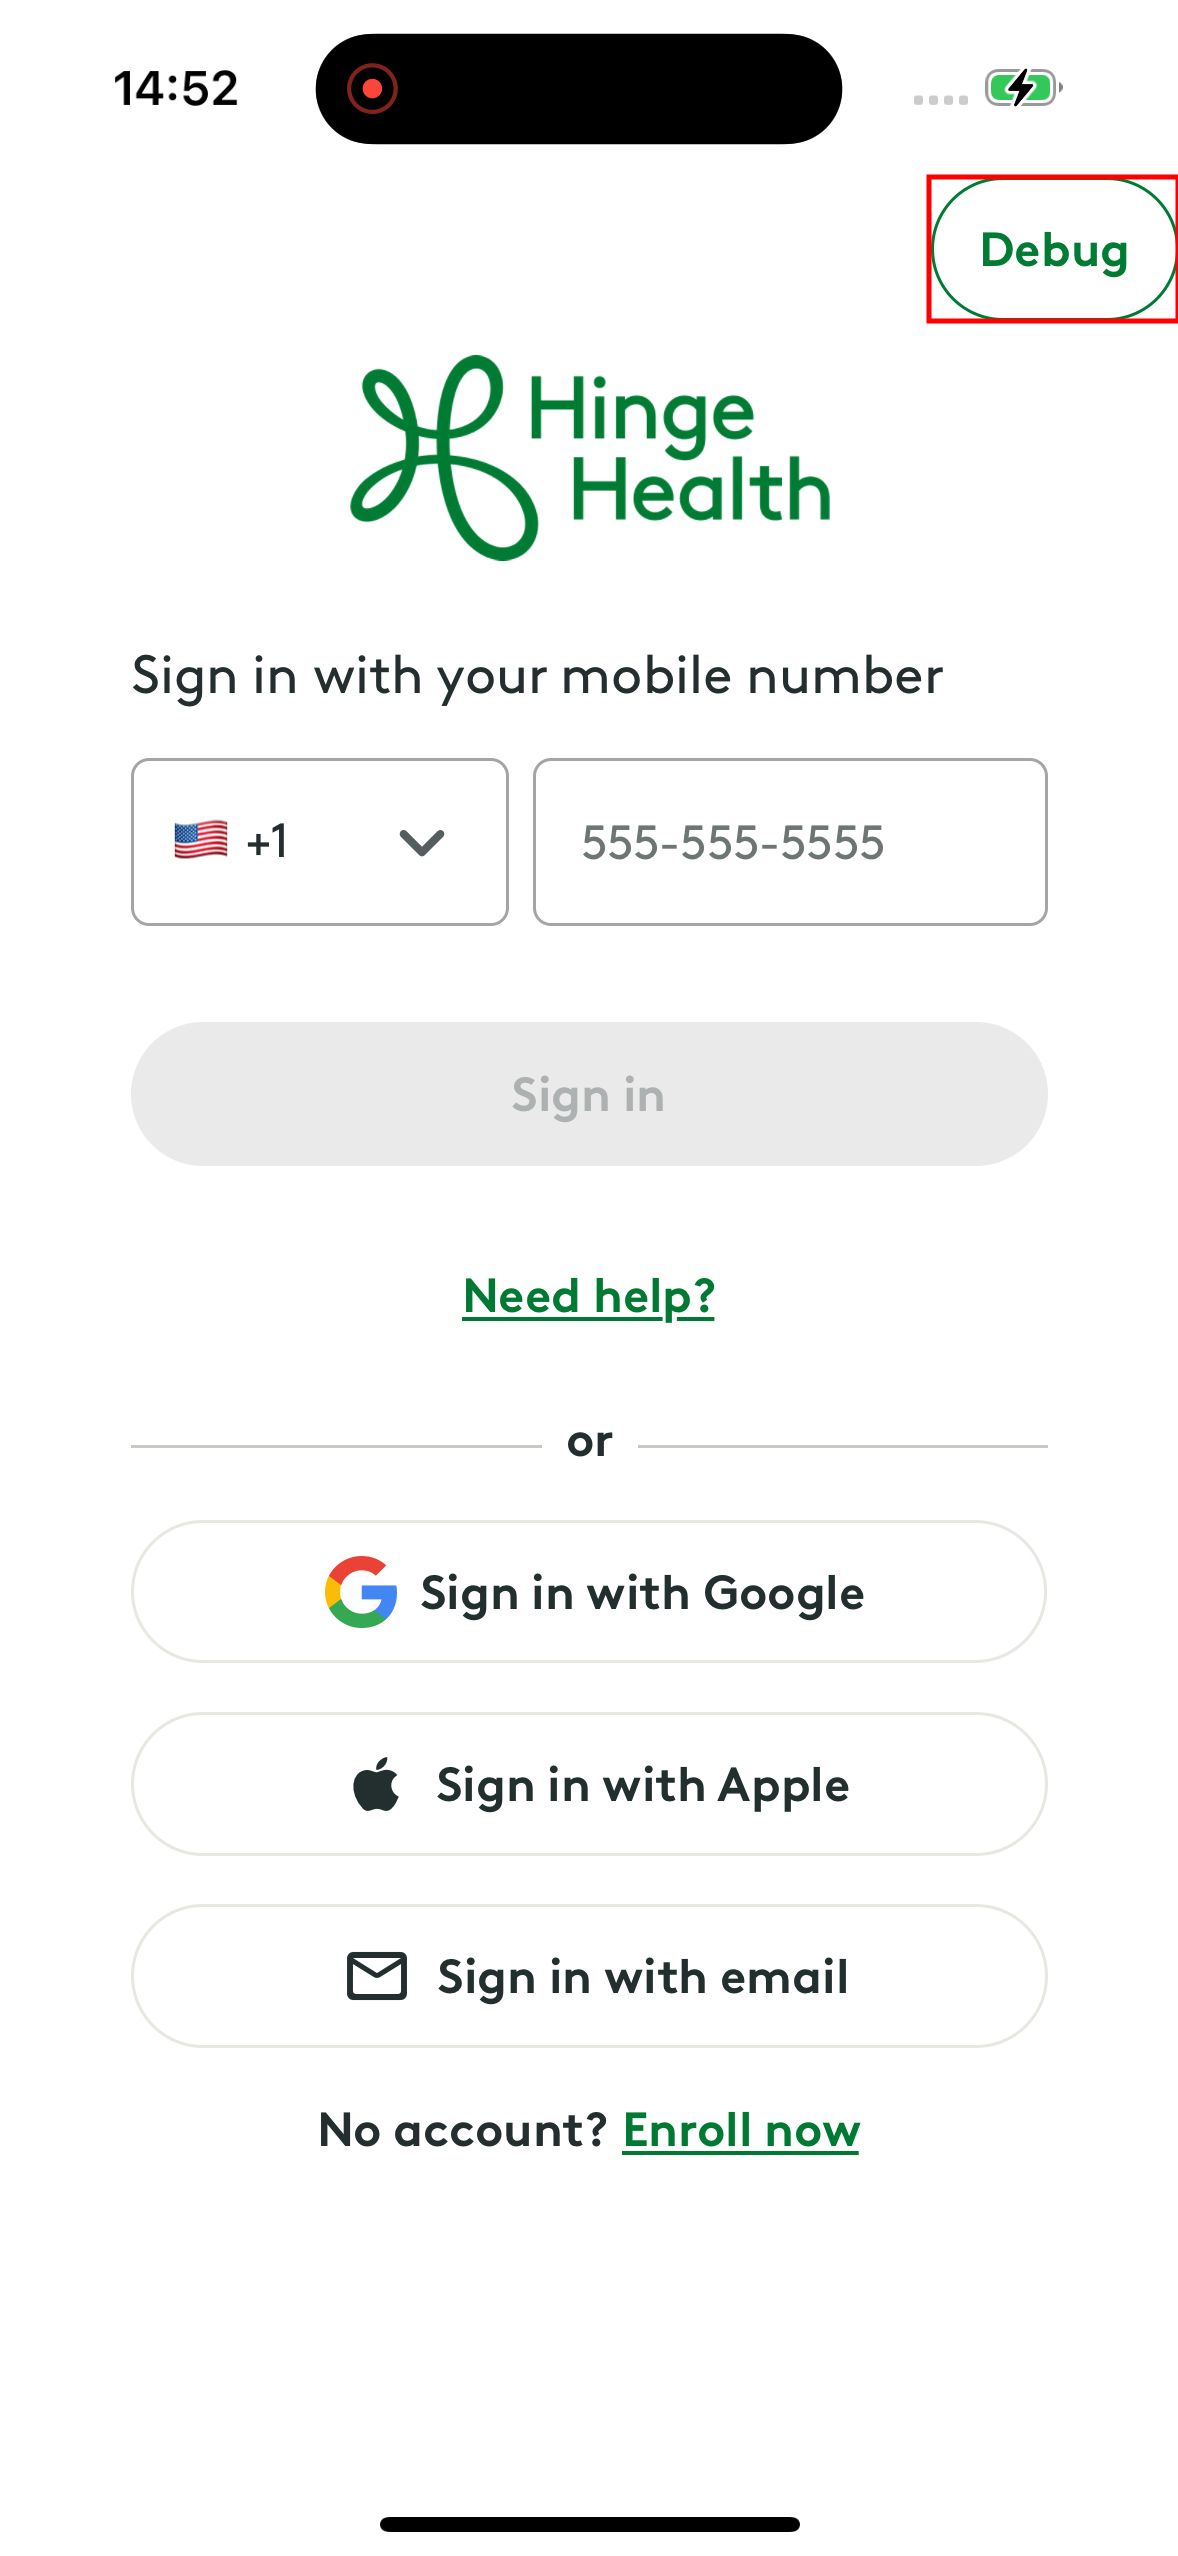 14:52
Debug
Hinge
Health
Sign in with your mobile number
🇺🇸 +1
555-555-5555
Sign in
Need help?
or
Sign in with Google
Sign in with Apple
Sign in with email
No account? Enroll now